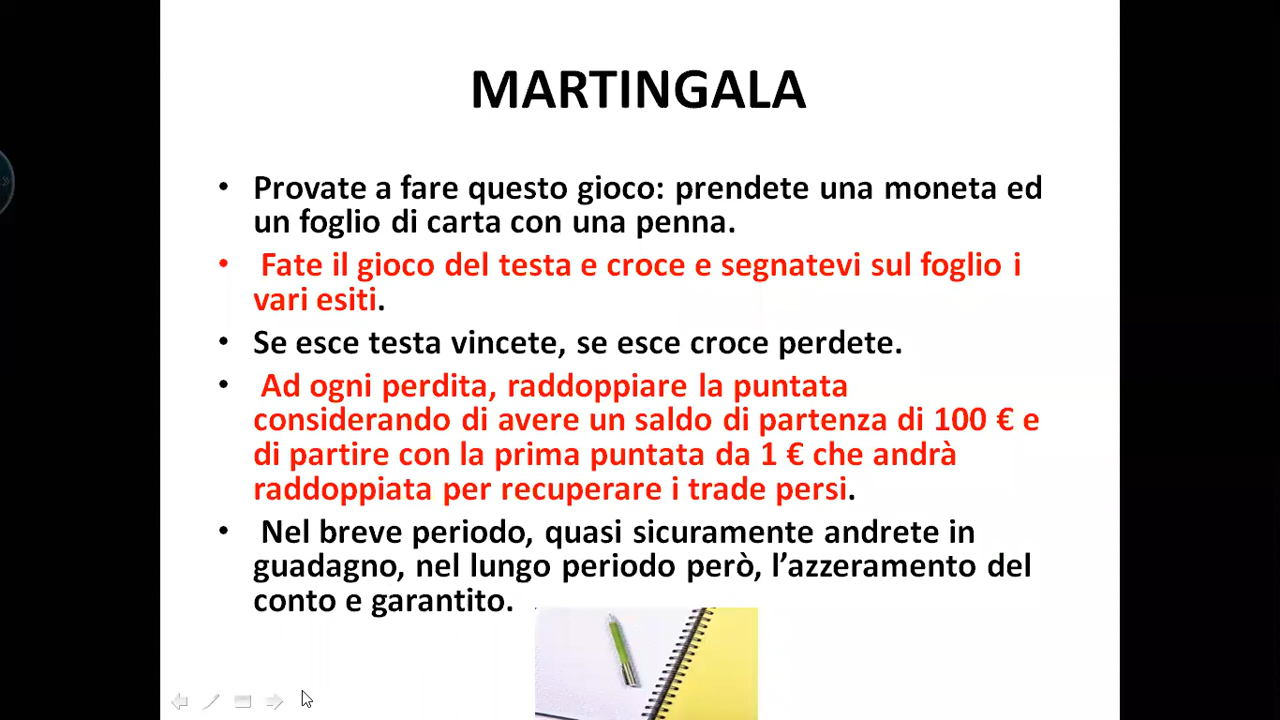 MARTINGALA
• Provate a fare questo gioco: prendete una moneta ed
un foglio di carta con una penna.
• Fate il gioco del testa e croce e segnatevi sul foglio i
vari esiti.
• Se esce testa vincete, se esce croce perdete.
• Ad ogni perdita, raddoppiare la puntata
considerando di avere un saldo di partenza di 100 € e
di partire con la prima puntata da 1 € che andrà
raddoppiata per recuperare i trade persi.
• Nel breve periodo, quasi sicuramente andrete in
guadagno, nel lungo periodo però, l’azzeramento del
conto e garantito.